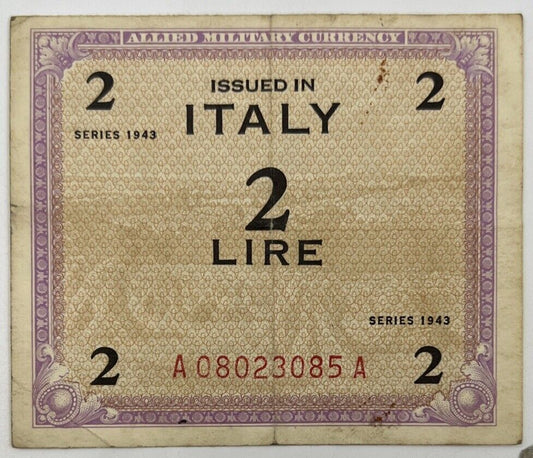 ALLIED MILITARY CURRENCY
2 ISSUED IN 2
ITALY
SERIES 1943
2
LIRE
SERIES 1943
2 A08023085A 2